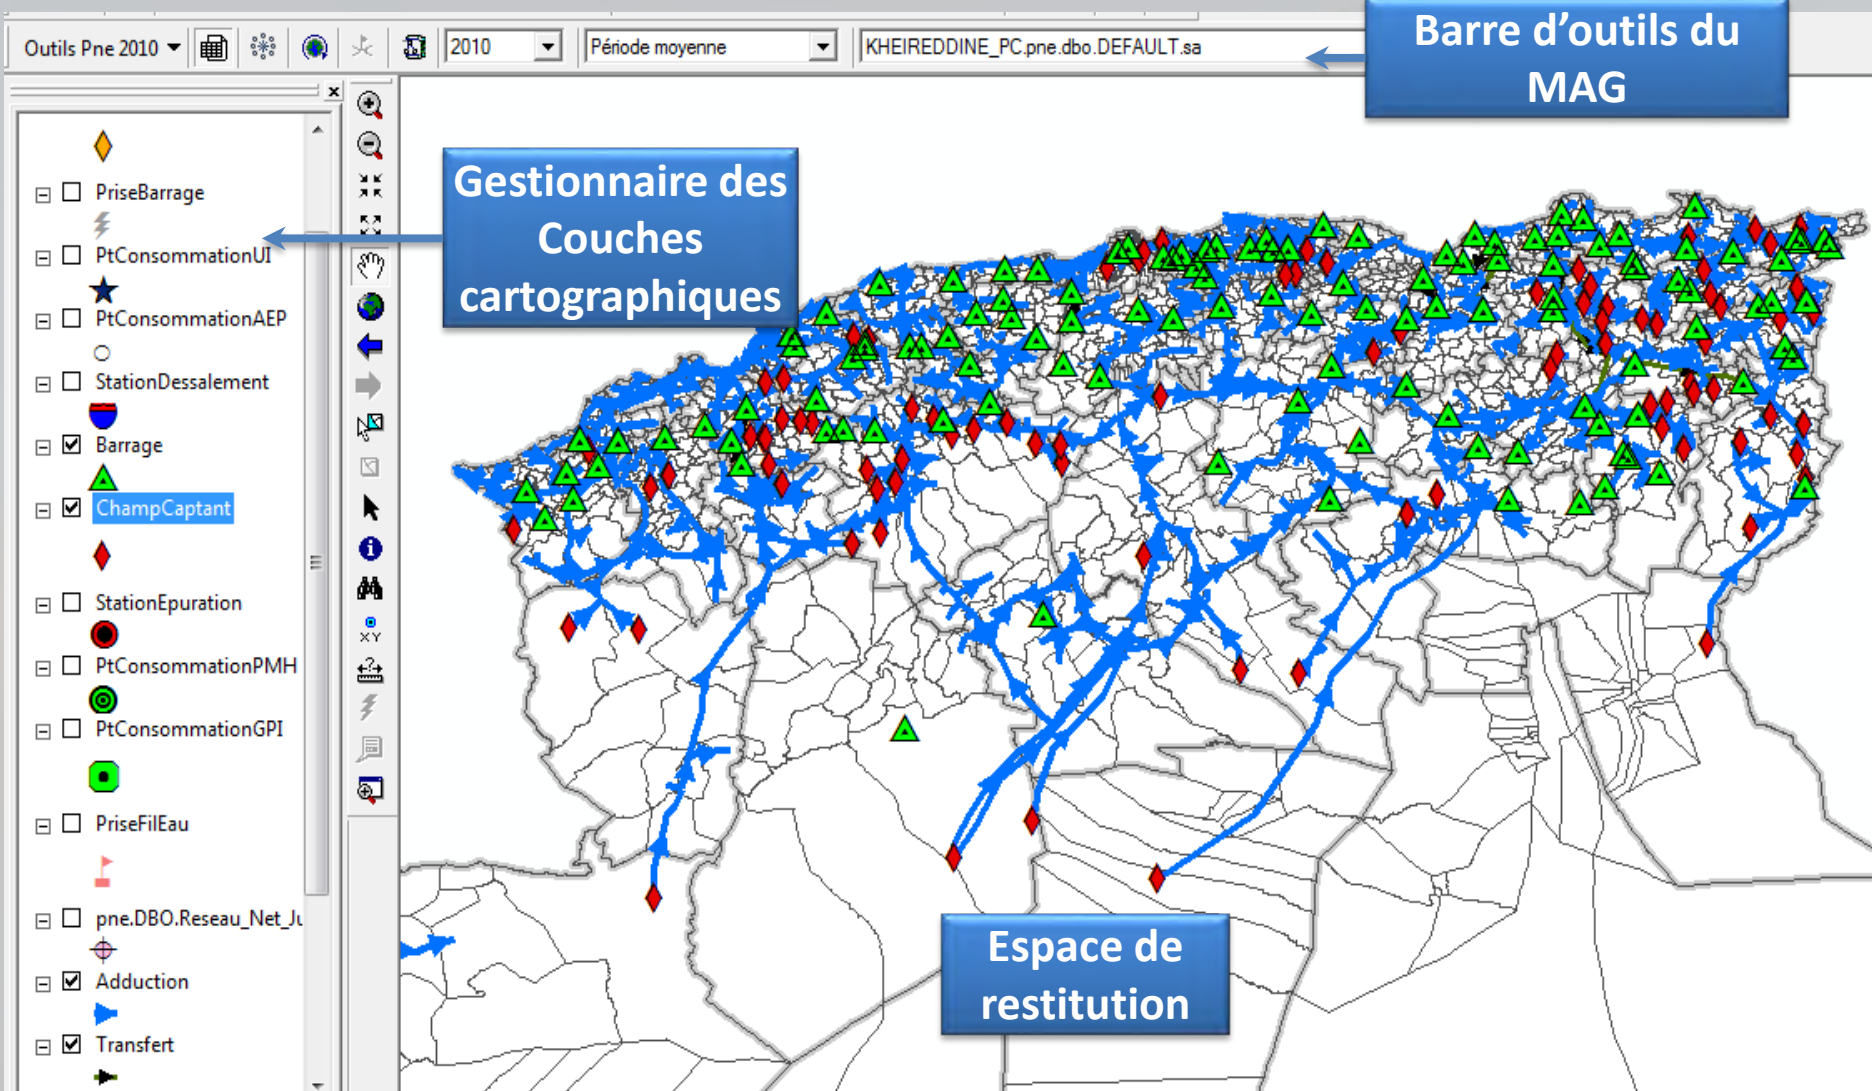 Outils Pne 2010
2010
Période moyenne
KHEIREDDINE_PC.pne.dbo.DEFAULT.sa
Barre d’outils du
MAG
Gestionnaire des
Couches
cartographiques
PriseBarrage
PtConsommationUI
PtConsommationAEP
StationDessalement
Barrage
ChampCaptant
StationEpuration
PtConsommationPMH
PtConsommationGPI
PriseFilEau
pne.DBO.Reseau_Net_Ju
Adduction
Transfert
XY
Espace de
restitution